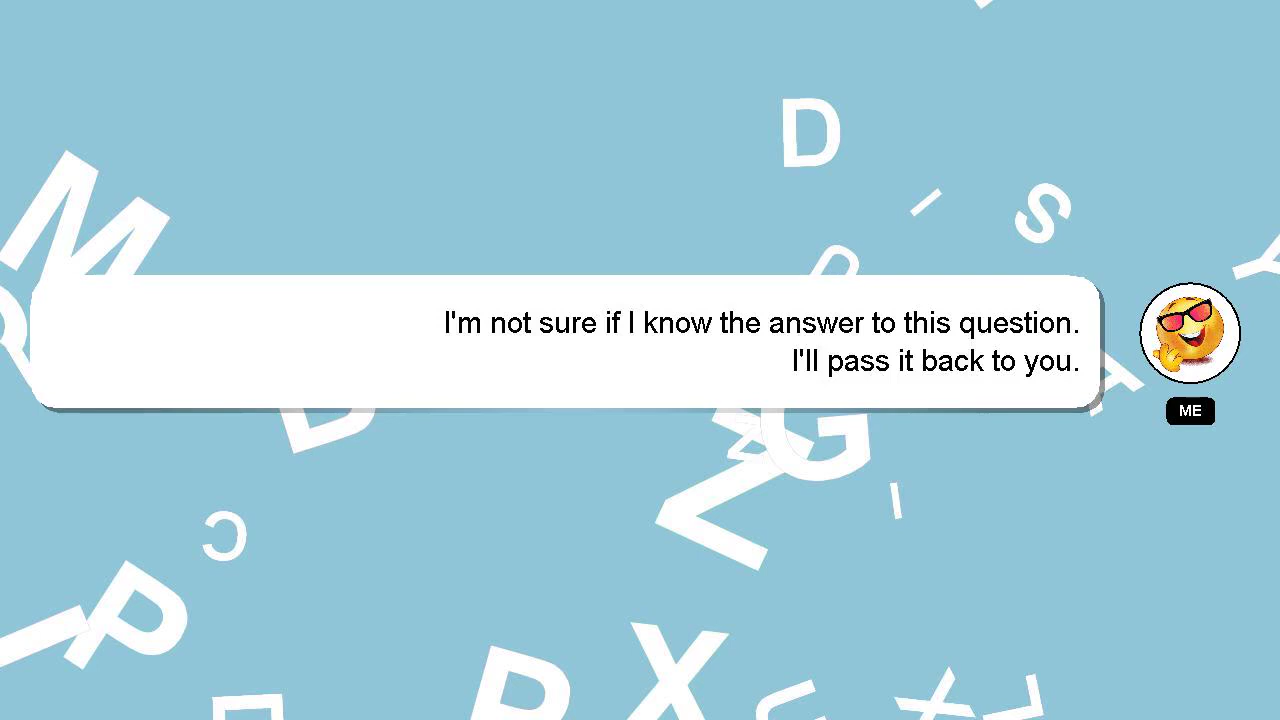 I'm not sure if I know the answer to this question.
I'll pass it back to you.
ME